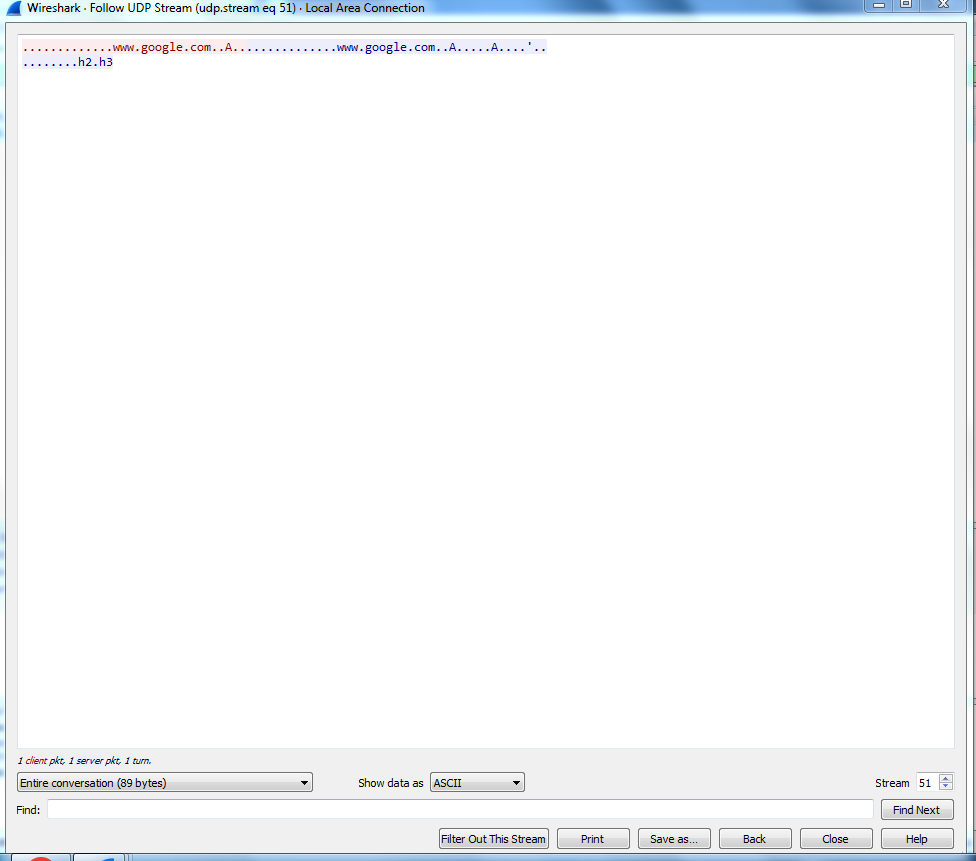 Wireshark · Follow UDP Stream (udp.stream eq 51) · Local Area Connection
.............www.google.com..A...............www.google.com..A.....A....'..
........h2.h3
1 client pkt, 1 server pkt, 1 turn.
Entire conversation (89 bytes) Show data as ASCII Stream 51
Find: Find Next
Filter Out This Stream Print Save as... Back Close Help